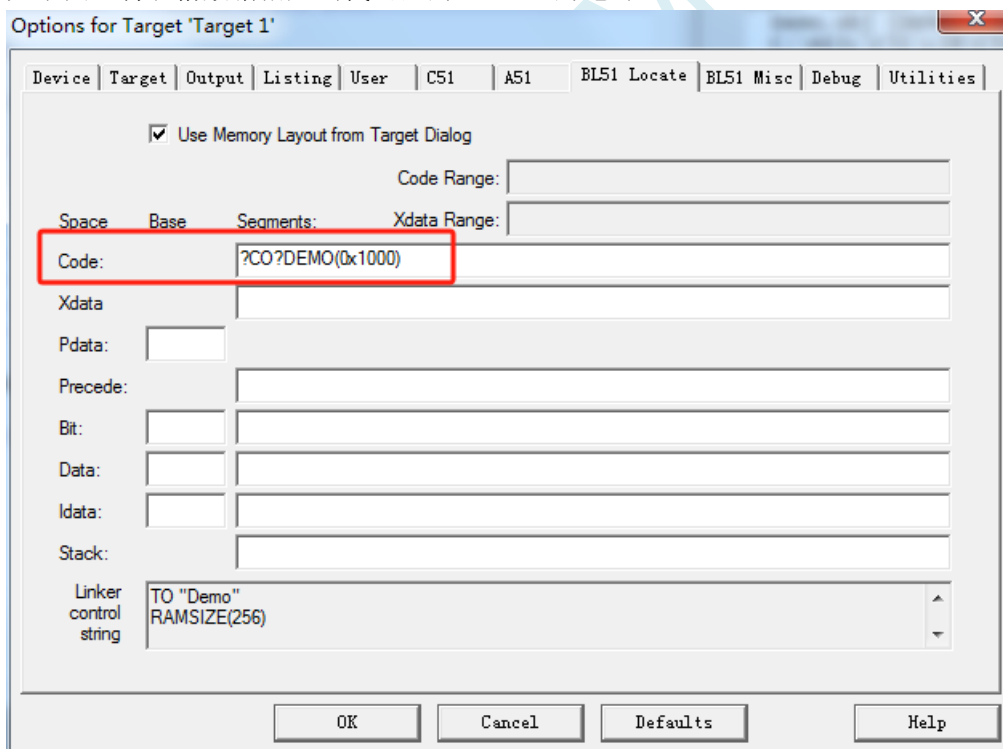 Options for Target 'Target 1'
Device Target Output Listing User C51 A51 BL51 Locate BL51 Misc Debug Utilities
Use Memory Layout from Target Dialog
Code Range:
Space Base Segments: Xdata Range:
Code: ?CO?DEMO(0x1000)
Xdata
Pdata:
Precede:
Bit:
Data:
Idata:
Stack:
Linker control string
TO "Demo"
RAMSIZE(256)
OK Cancel Defaults Help